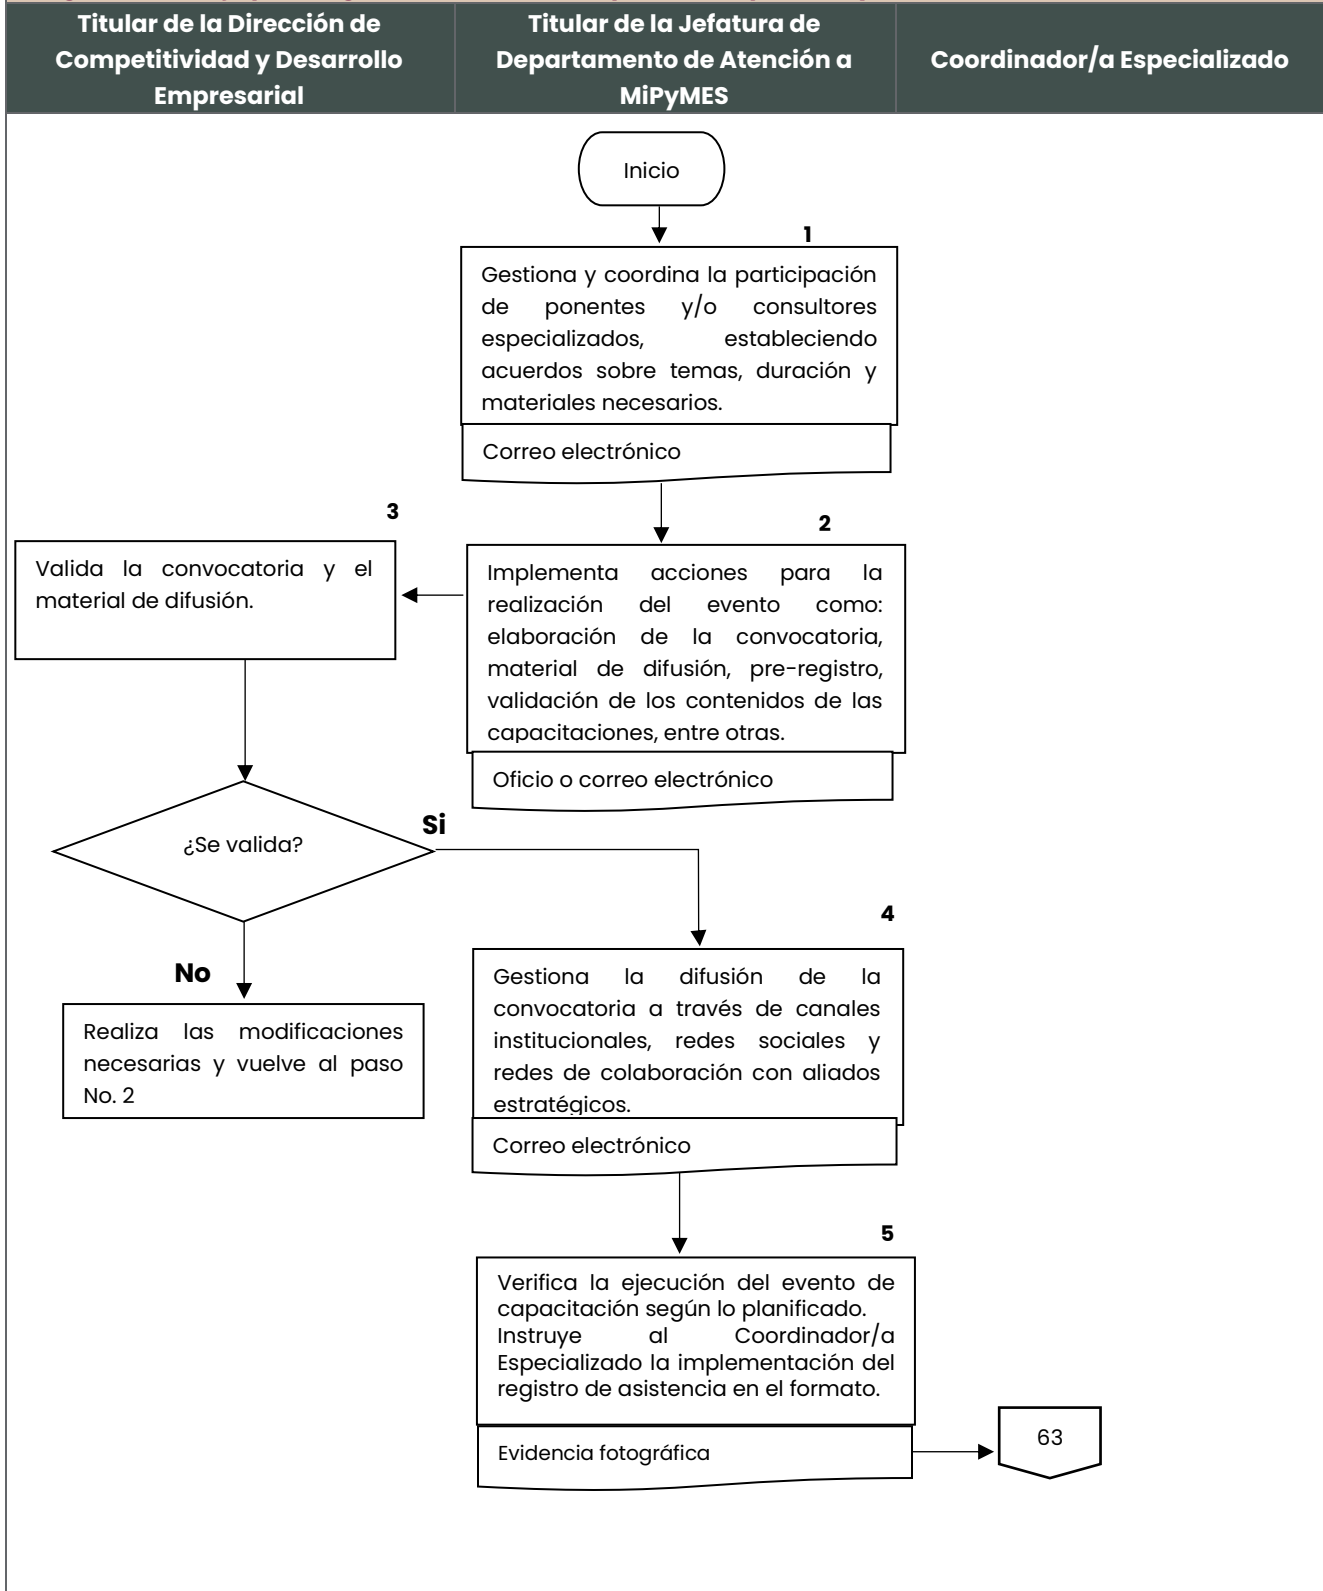 Titular de la Dirección de
Competitividad y Desarrollo
Empresarial
Titular de la Jefatura de
Departamento de Atención a
MiPyMES
Coordinador/a Especializado
Inicio
1
Gestiona y coordina la participación
de ponentes y/o consultores
especializados, estableciendo
acuerdos sobre temas, duración y
materiales necesarios.
Correo electrónico
2
Implementa acciones para la
realización del evento como:
elaboración de la convocatoria,
material de difusión, pre-registro,
validación de los contenidos de las
capacitaciones, entre otras.
Oficio o correo electrónico
3
Valida la convocatoria y el
material de difusión.
¿Se valida?
Si
No
Realiza las modificaciones
necesarias y vuelve al paso
No. 2
4
Gestiona la difusión de la
convocatoria a través de canales
institucionales, redes sociales y
redes de colaboración con aliados
estratégicos.
Correo electrónico
5
Verifica la ejecución del evento de
capacitación según lo planificado.
Instruye al Coordinador/a
Especializado la implementación del
registro de asistencia en el formato.
Evidencia fotográfica
63